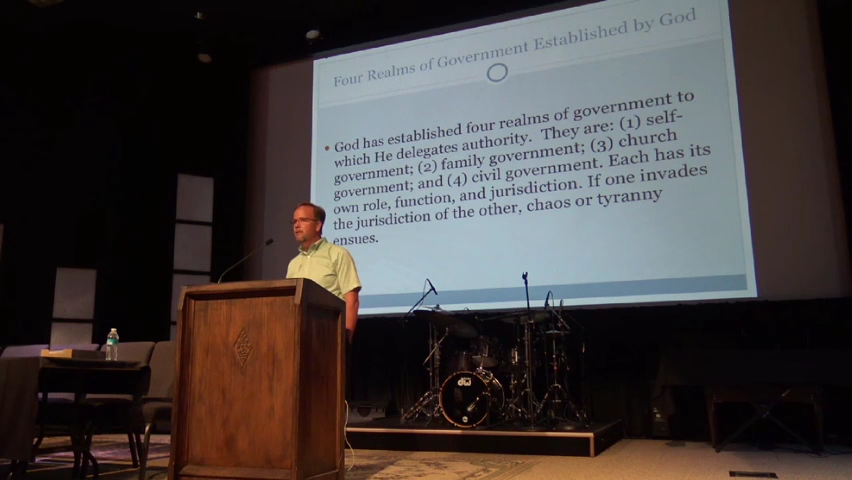 Four Realms of Government Established by God
• God has established four realms of government to
which He delegates authority. They are: (1) self-
government; (2) family government; (3) church
government; and (4) civil government. Each has its
own role, function, and jurisdiction. If one invades
the jurisdiction of the other, chaos or tyranny
ensues.
dw